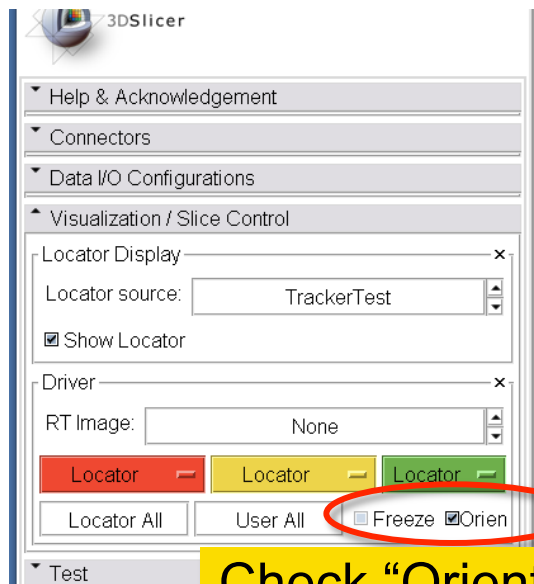 3DSlicer
Help & Acknowledgement
Connectors
Data I/O Configurations
Visualization / Slice Control
Locator Display
Locator source: TrackerTest
Show Locator
Driver
RT Image: None
Locator Locator Locator
Locator All User All Freeze Orien
Test
Check “Orient